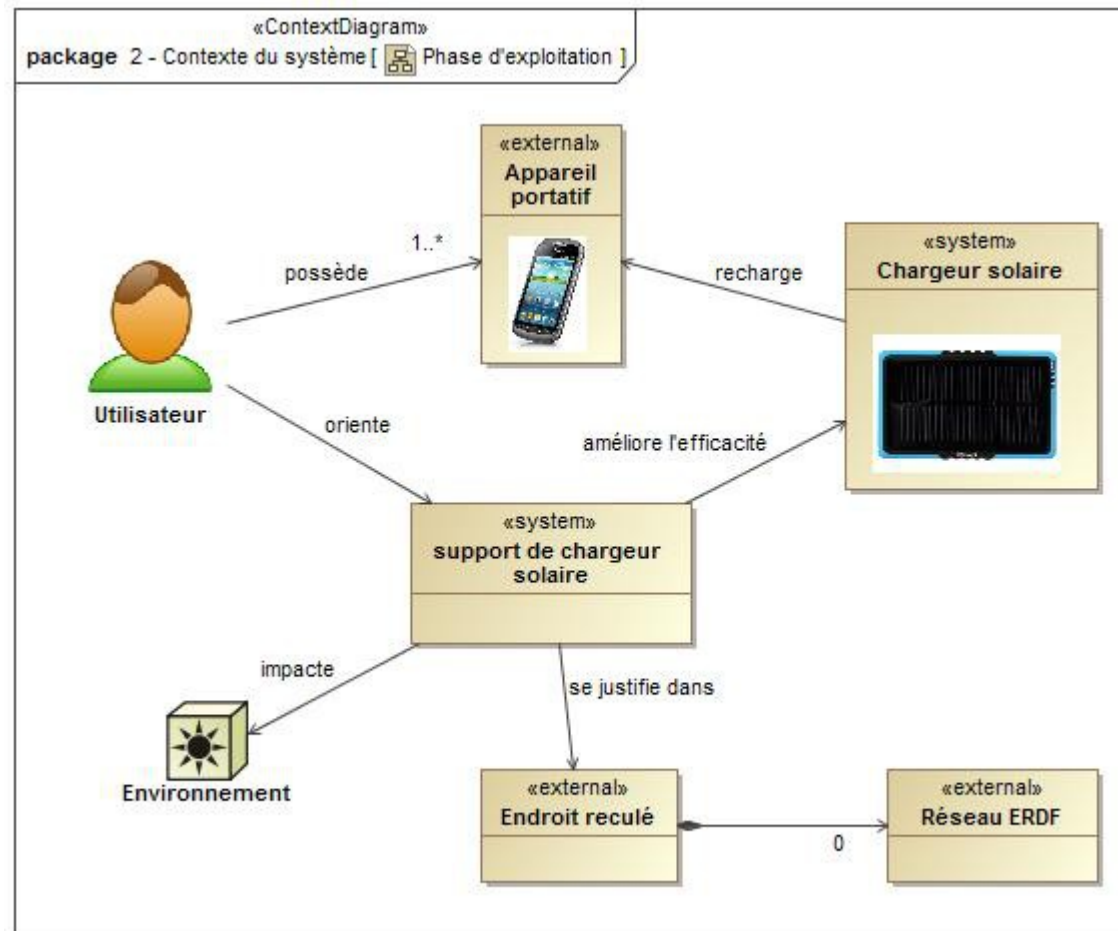 «ContextDiagram»
package 2 - Contexte du système [ Phase d'exploitation ]
«external»
Appareil
portatif
1..*
possède
recharge
«system»
Chargeur solaire
Utilisateur
oriente
améliore l'efficacité
«system»
support de chargeur
solaire
impacte
se justifie dans
Environnement
«external»
Endroit reculé
0
«external»
Réseau ERDF